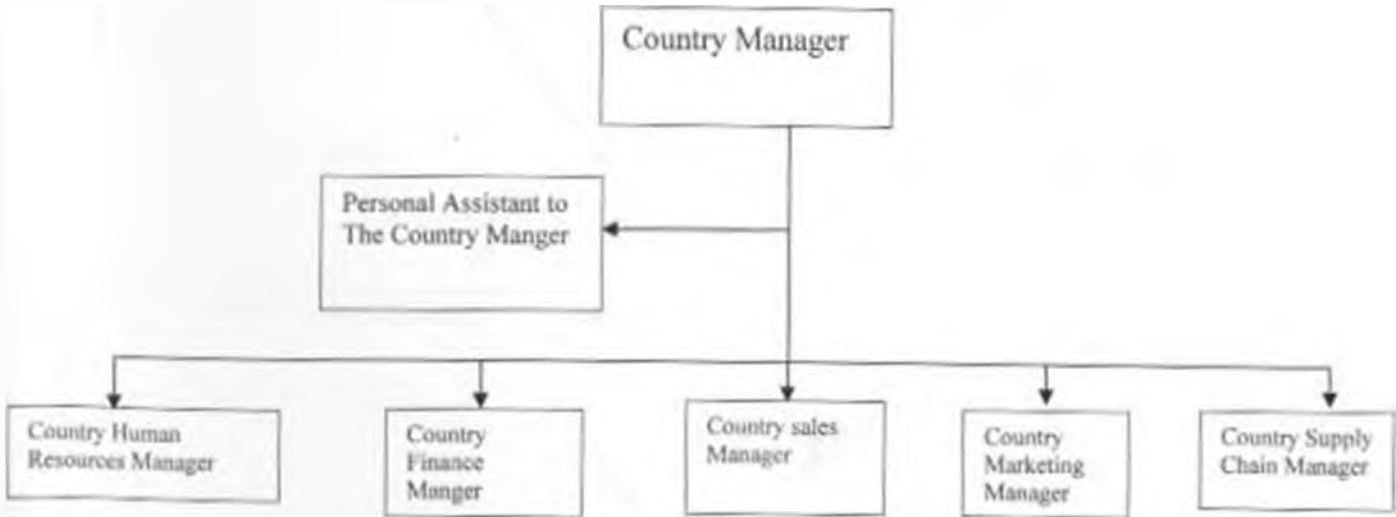 Country Manager
Personal Assistant to
The Country Manger
Country Human
Resources Manager
Country
Finance
Manger
Country sales
Manager
Country
Marketing
Manager
Country Supply
Chain Manager